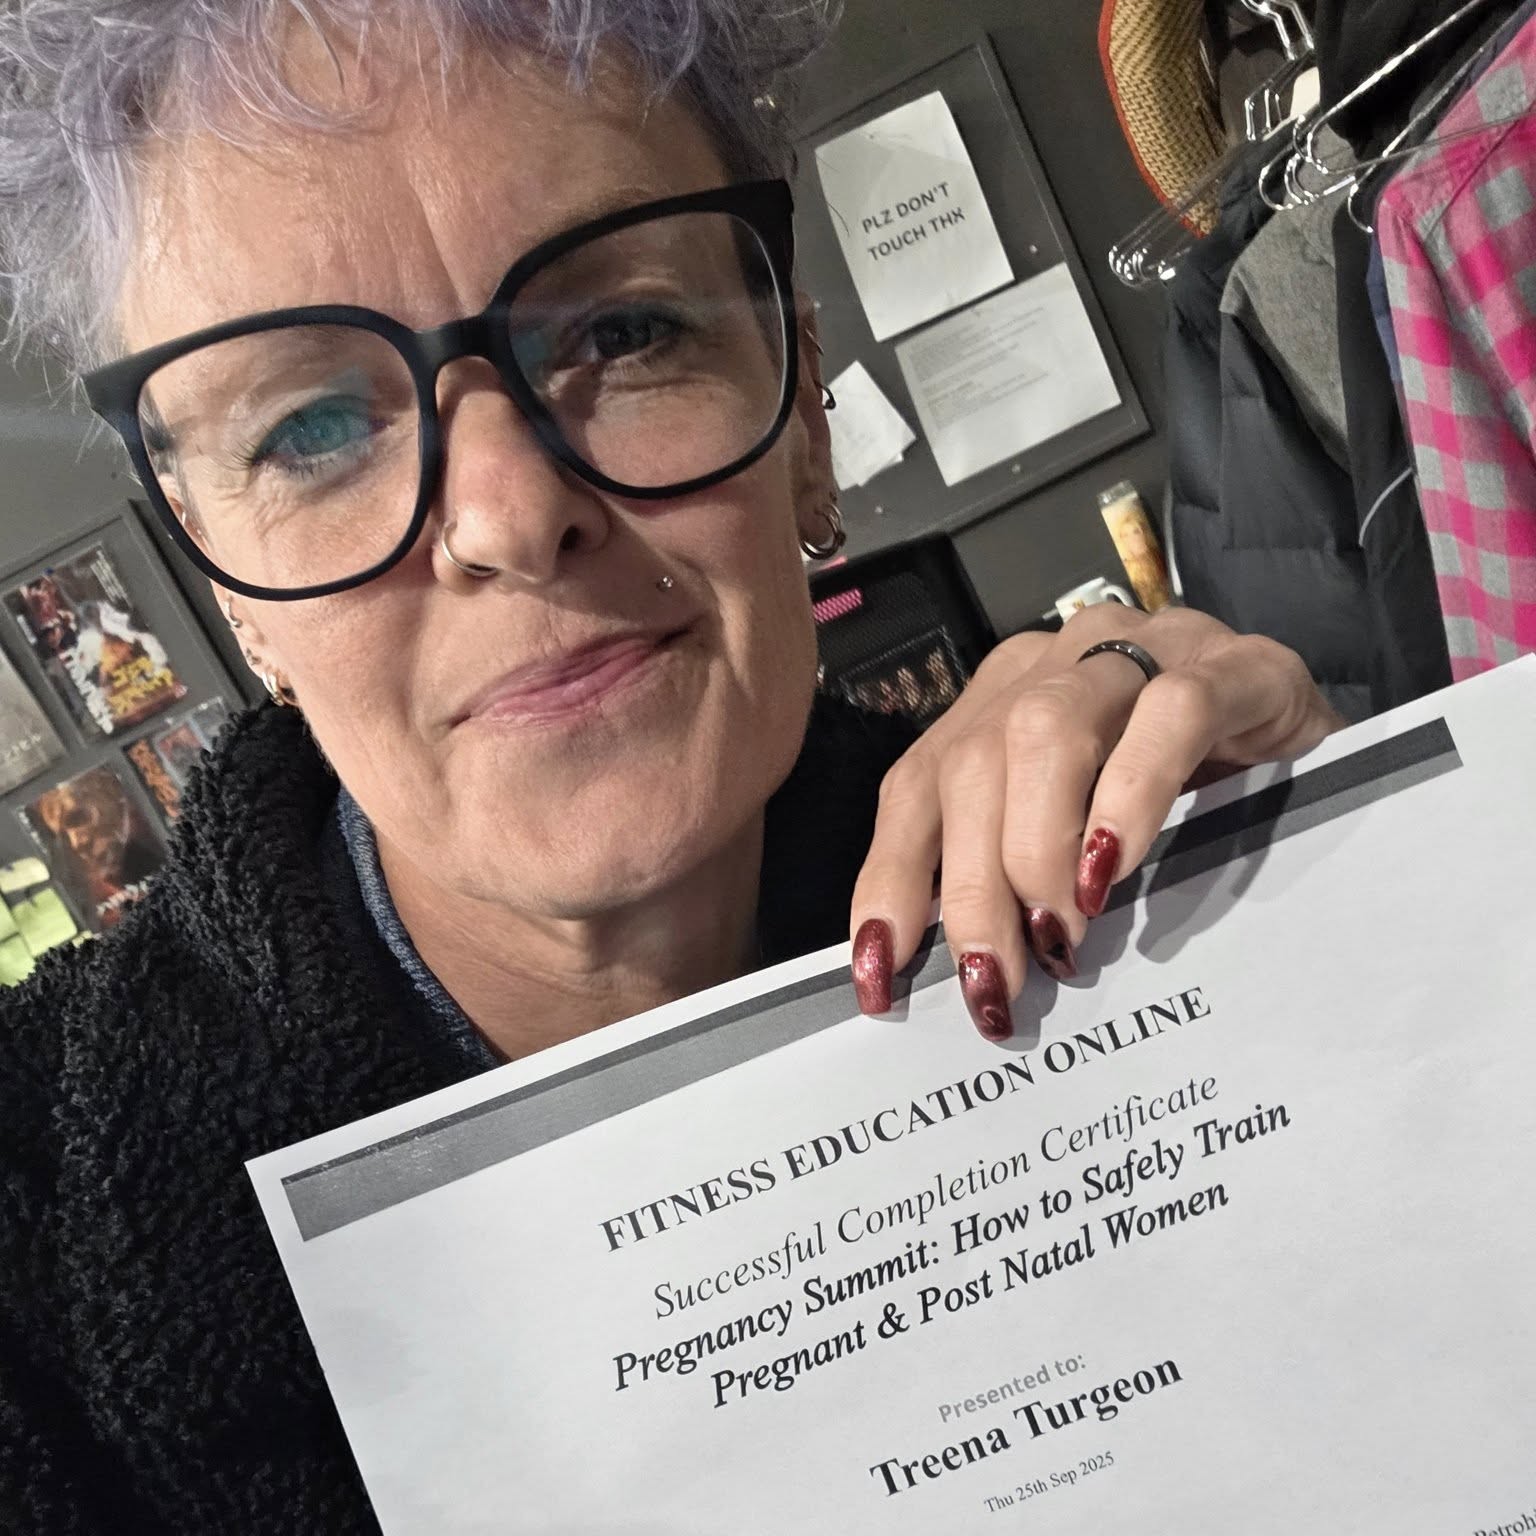 PLZ DON'T
TOUCH THX
FITNESS EDUCATION ONLINE
Successful Completion Certificate
Pregnancy Summit: How to Safely Train
Pregnant & Post Natal Women
Presented to:
Treena Turgeon
Thu 25th Sep 2025